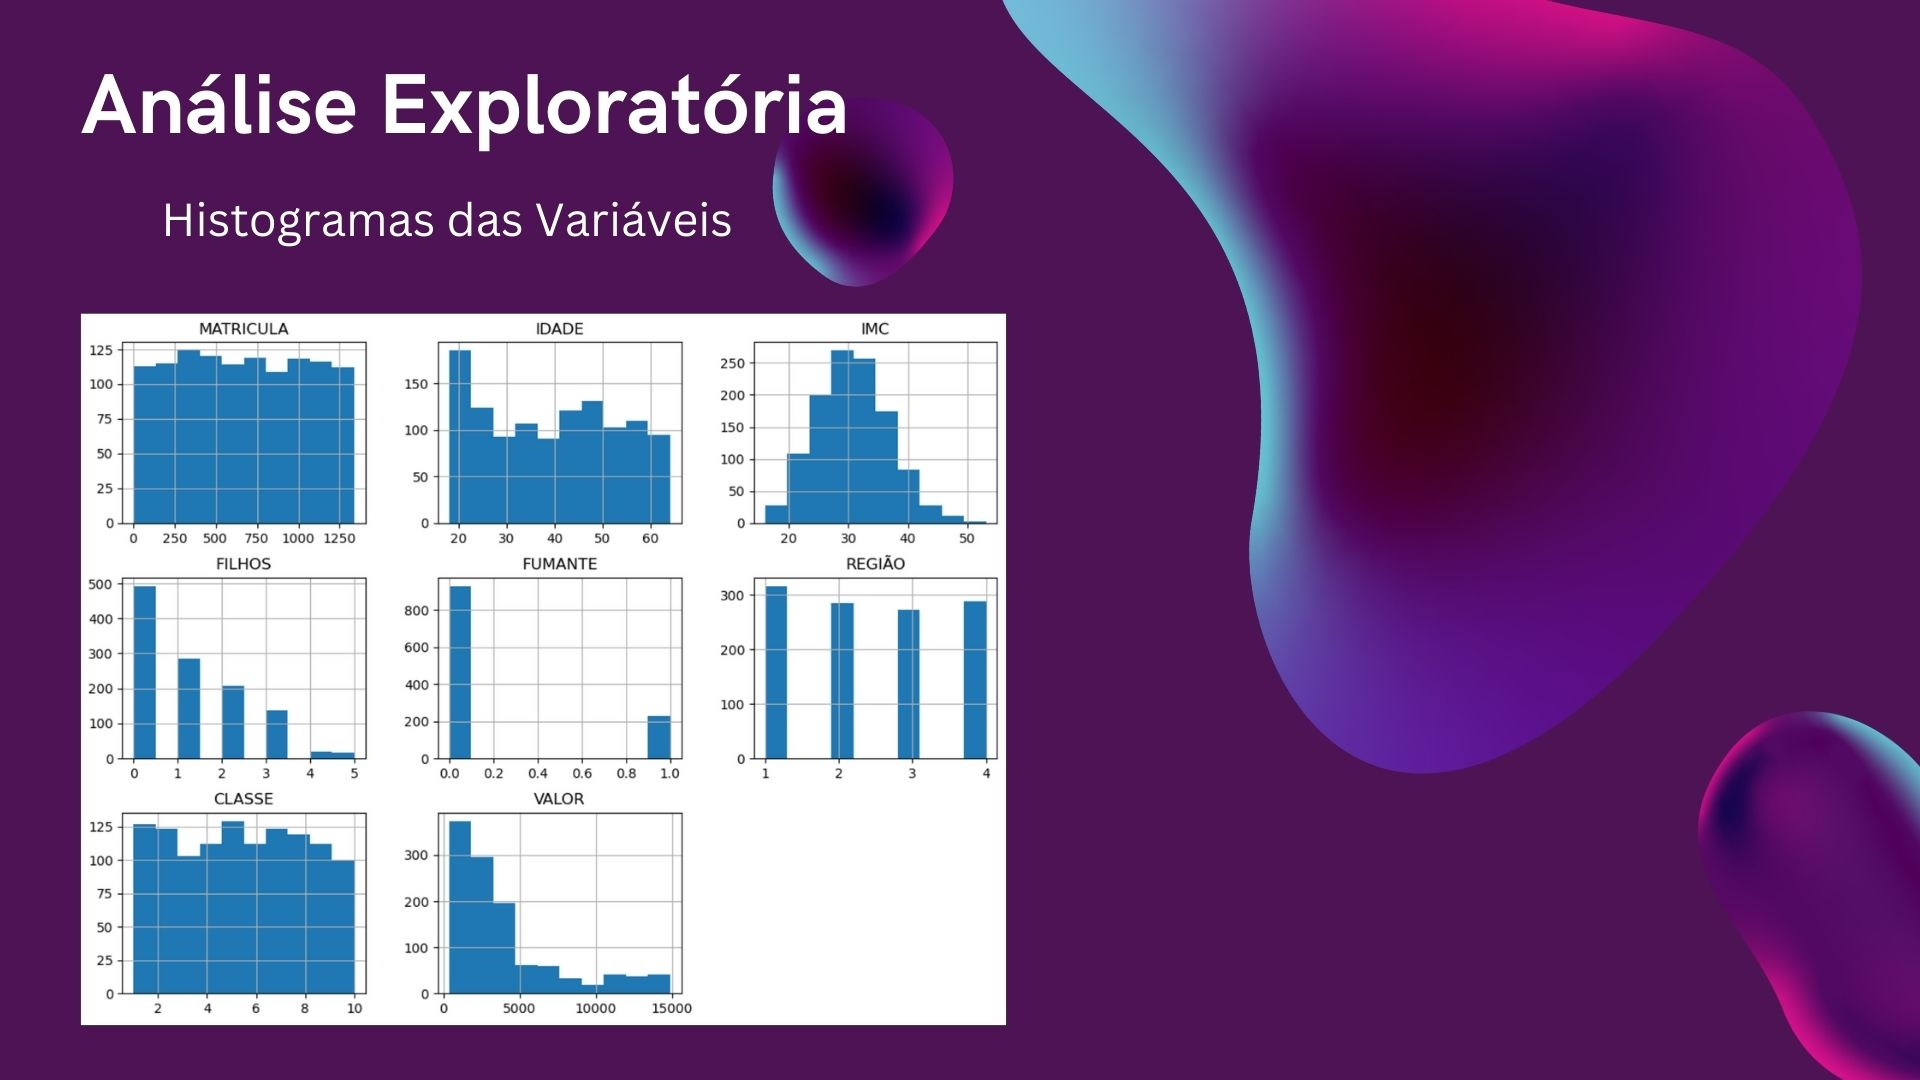 Análise Exploratória
Histogramas das Variáveis
MATRICULA
125
100
75
50
25
0
0 250 500 750 1000 1250
IDADE
150
100
50
0
20 30 40 50 60
IMC
250
200
150
100
50
0
20 30 40 50
FILHOS
500
400
300
200
100
0
0 1 2 3 4 5
FUMANTE
800
600
400
200
0
0.0 0.2 0.4 0.6 0.8 1.0
REGIÃO
300
200
100
0
1 2 3 4
CLASSE
125
100
75
50
25
0
2 4 6 8 10
VALOR
300
200
100
0
0 5000 10000 15000